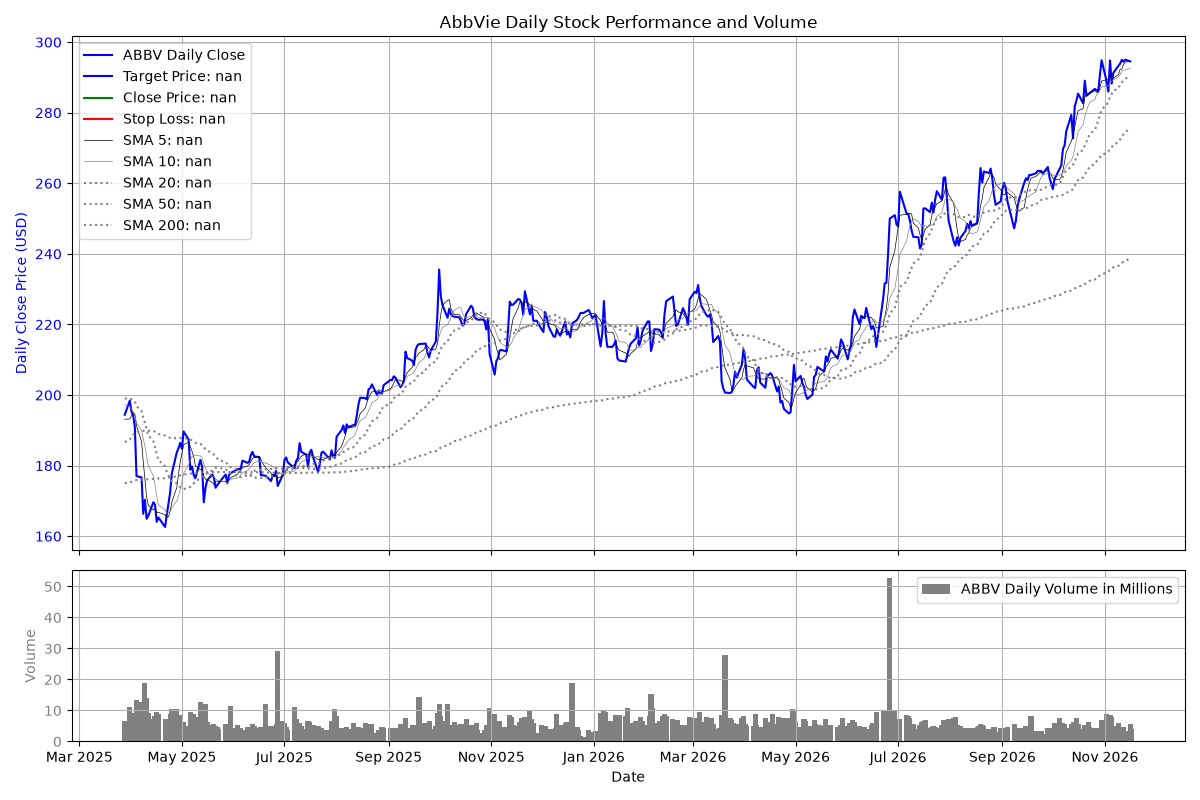 AbbVie Daily Stock Performance and Volume
300
280
260
240
220
200
180
160
Daily Close Price (USD)
ABBV Daily Close
Target Price: nan
Close Price: nan
Stop Loss: nan
SMA 5: nan
SMA 10: nan
SMA 20: nan
SMA 50: nan
SMA 200: nan
50
40
30
20
10
0
Volume
ABBV Daily Volume in Millions
Mar 2025 May 2025 Jul 2025 Sep 2025 Nov 2025 Jan 2026 Mar 2026 May 2026 Jul 2026 Sep 2026 Nov 2026
Date